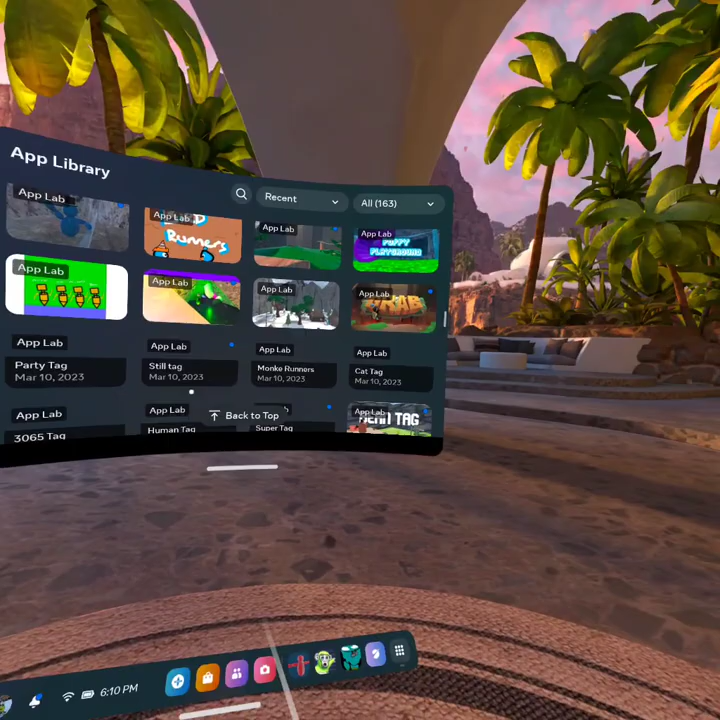 App Library
Recent
All (163)
App Lab
App Lab
Runners
App Lab
App Lab
PUPPY
PLAYGROUND
App Lab
App Lab
App Lab
App Lab
App Lab
Party Tag
Mar 10, 2023
App Lab
Still tag
Mar 10, 2023
App Lab
Monke Runners
Mar 10, 2023
App Lab
Cat Tag
Mar 10, 2023
App Lab
3065 Tag
App Lab
Human Tag
Super Tag
App Lab
TAG
Back to Top
6:10 PM